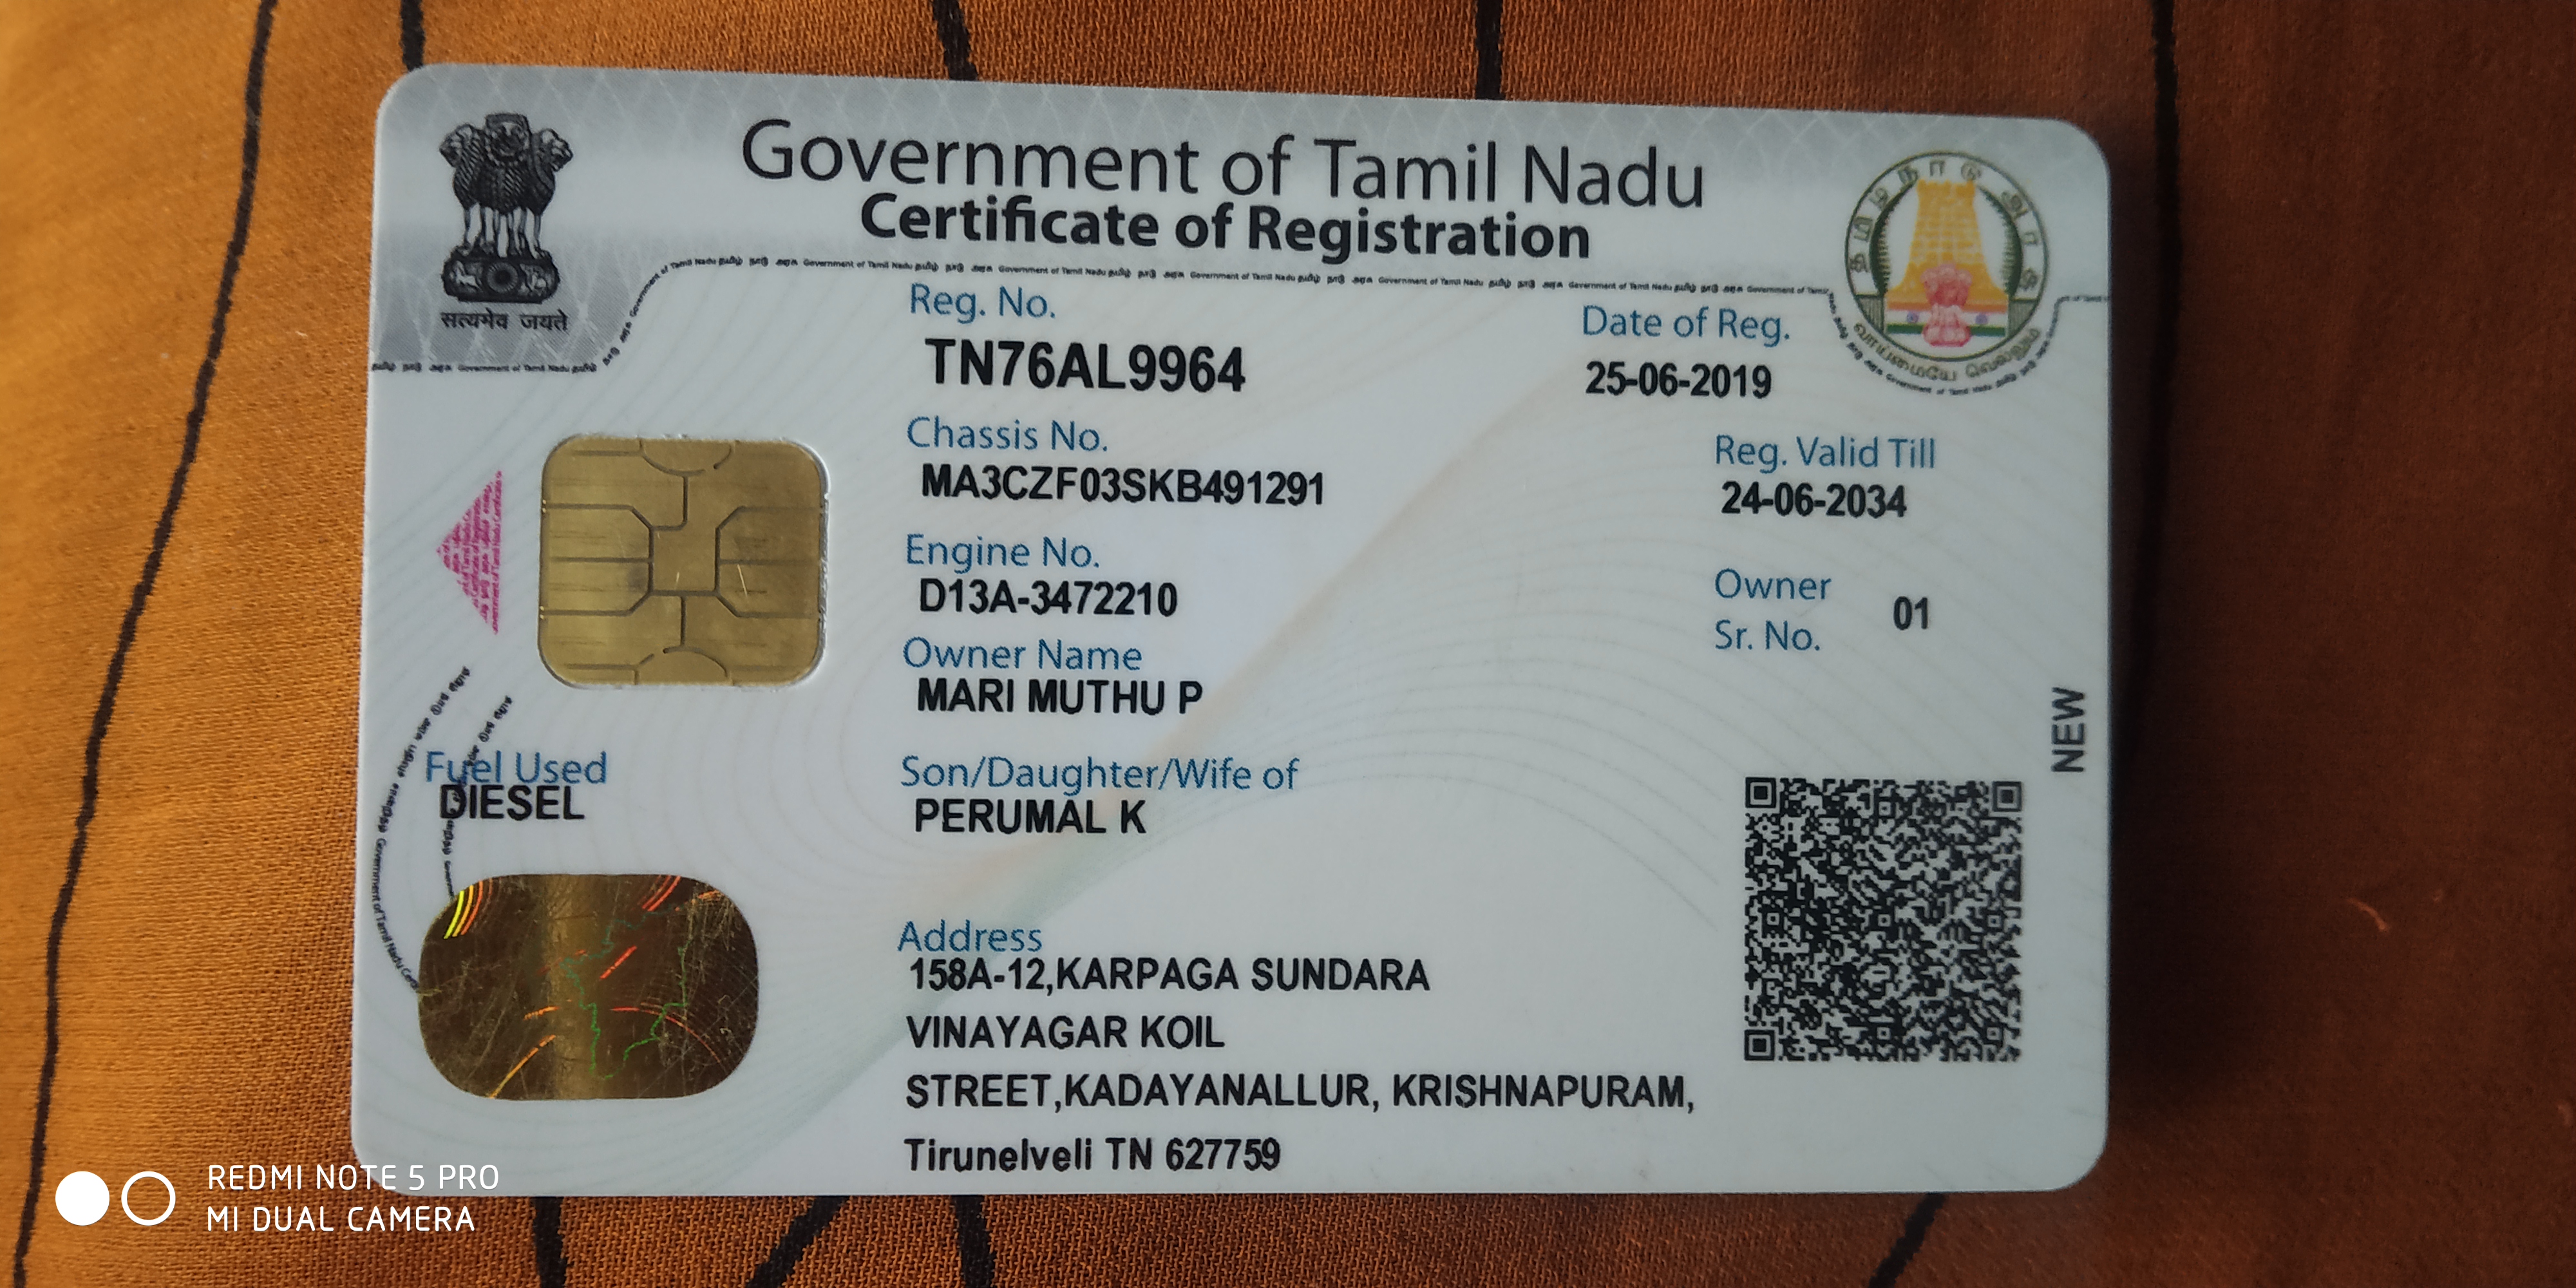 Government of Tamil Nadu
Certificate of Registration
सत्यमेव जयते
தமிழ்நாடு அரசு
வாய்மையே வெல்லும்
Reg. No.
TN76AL9964
Date of Reg.
25-06-2019
Chassis No.
MA3CZF03SKB491291
Reg. Valid Till
24-06-2034
Engine No.
D13A-3472210
Owner
Sr. No. 01
Owner Name
MARI MUTHU P
NEW
Fuel Used
DIESEL
Son/Daughter/Wife of
PERUMAL K
Address
158A-12,KARPAGA SUNDARA
VINAYAGAR KOIL
STREET,KADAYANALLUR, KRISHNAPURAM,
Tirunelveli TN 627759
REDMI NOTE 5 PRO
MI DUAL CAMERA